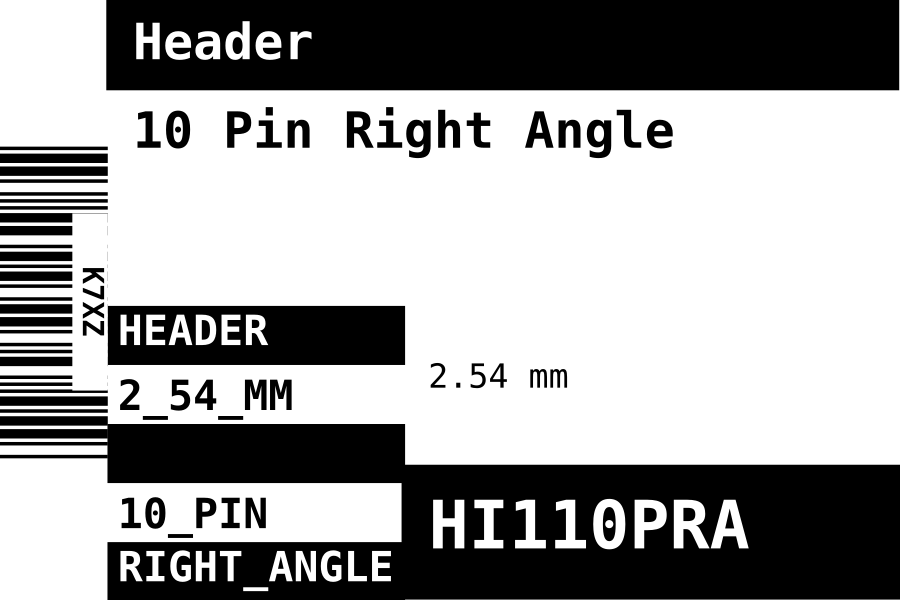 Header
10 Pin Right Angle
K7XZ
HEADER
2_54_MM
2.54 mm
10_PIN
HI110PRA
RIGHT_ANGLE